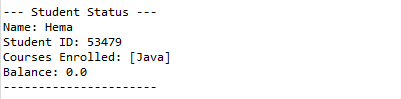 --- Student Status ---
Name: Hema
Student ID: 53479
Courses Enrolled: [Java]
Balance: 0.0
----------------------